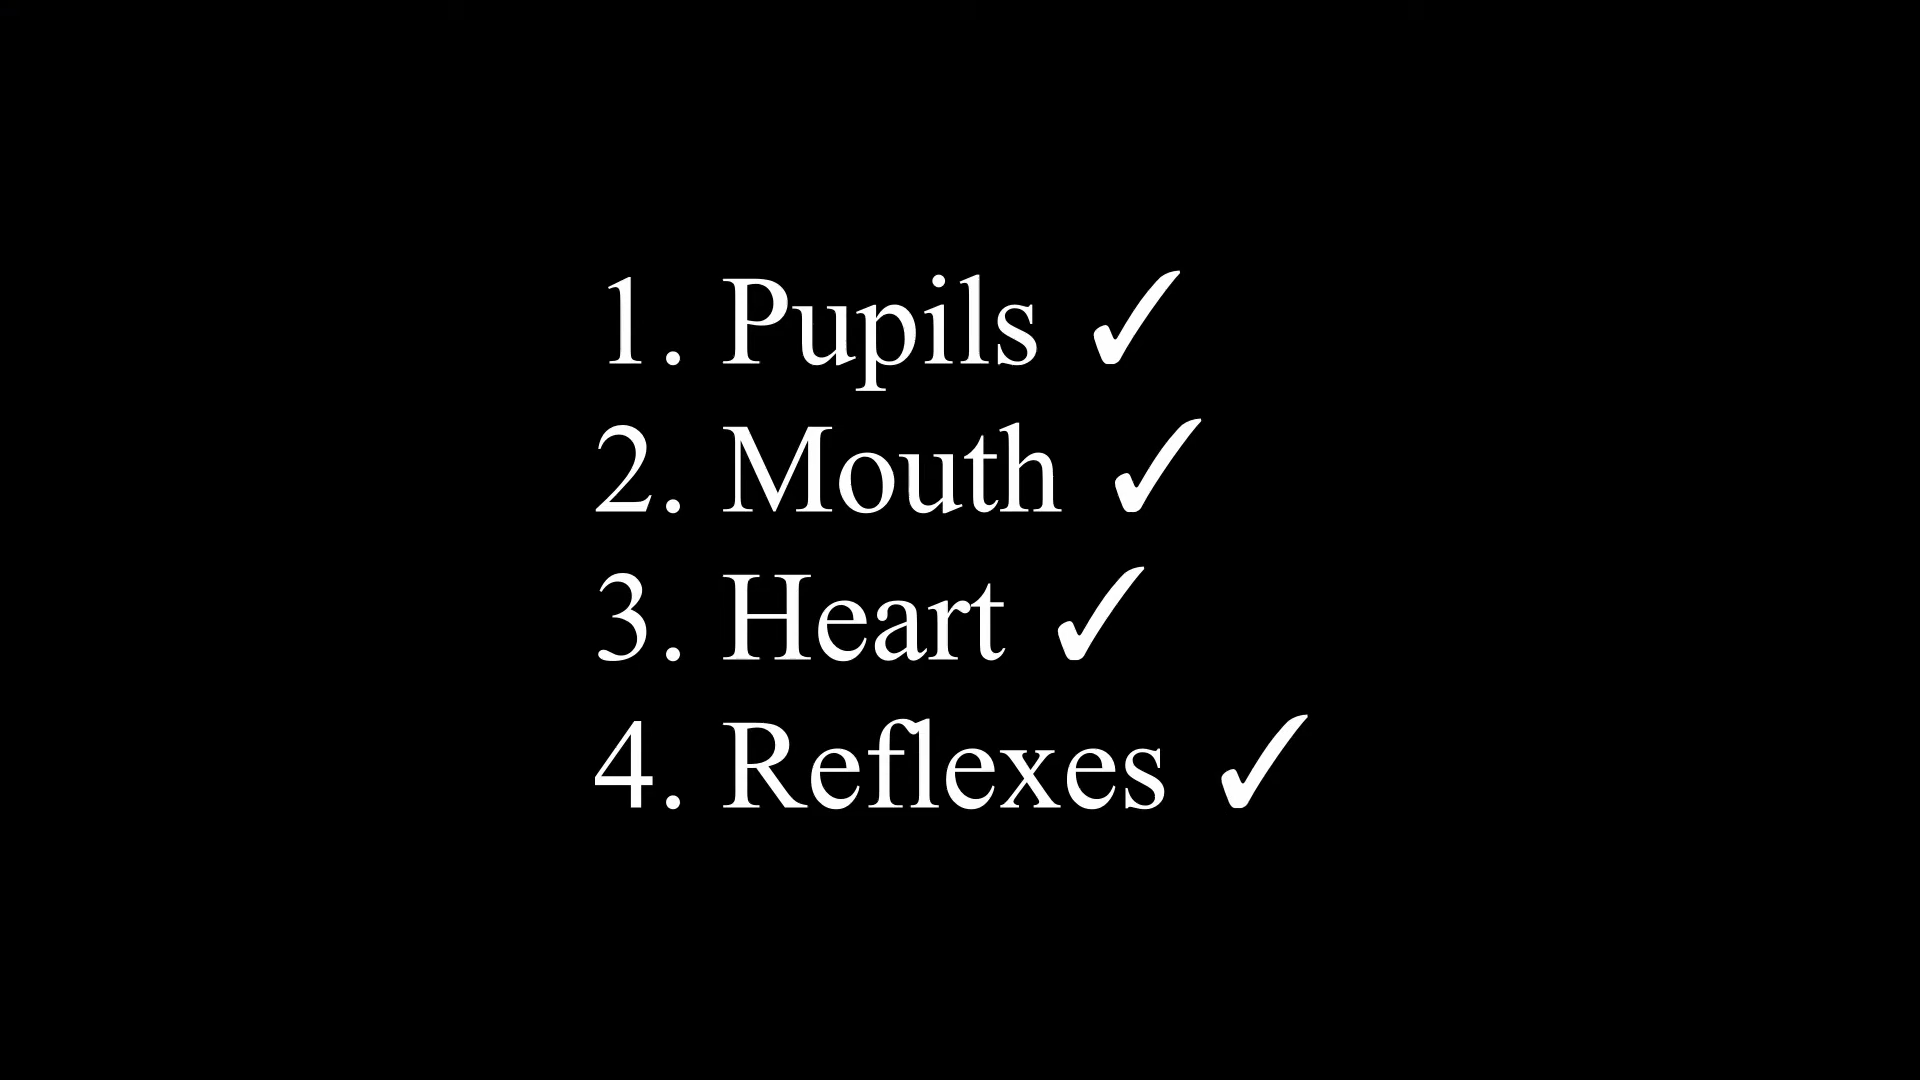 1. Pupils ✓
2. Mouth ✓
3. Heart ✓
4. Reflexes ✓